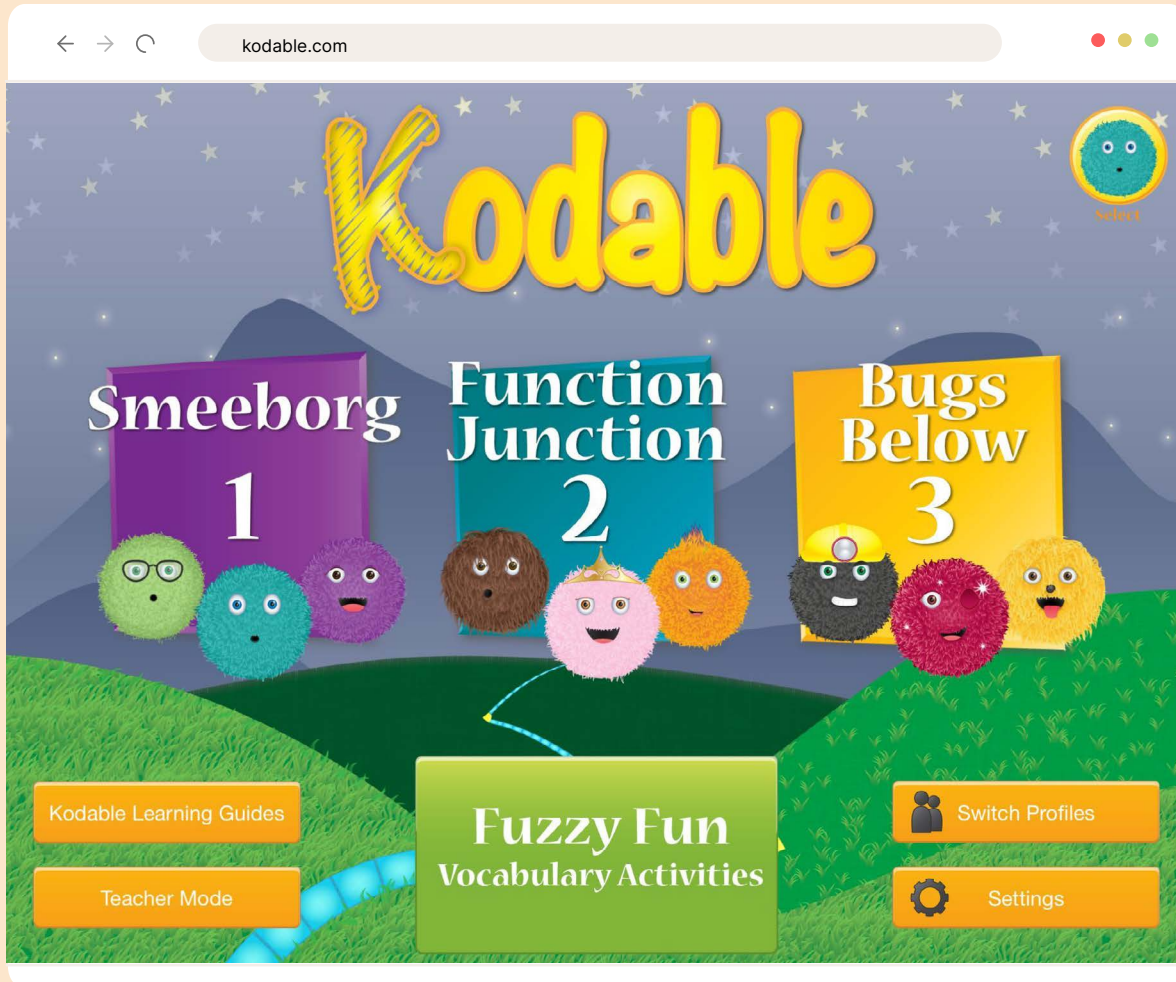 kodable.com
Kodable
Select
Smeeborg
1
Function
Junction
2
Bugs
Below
3
Kodable Learning Guides
Teacher Mode
Fuzzy Fun
Vocabulary Activities
Switch Profiles
Settings